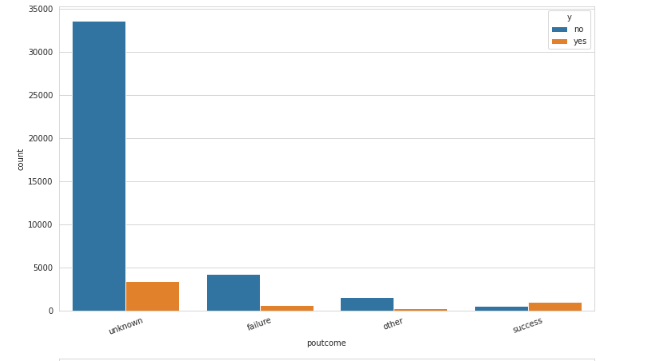 35000
30000
25000
20000
15000
10000
5000
0
count
y
no
yes
unknown
failure
other
success
poutcome